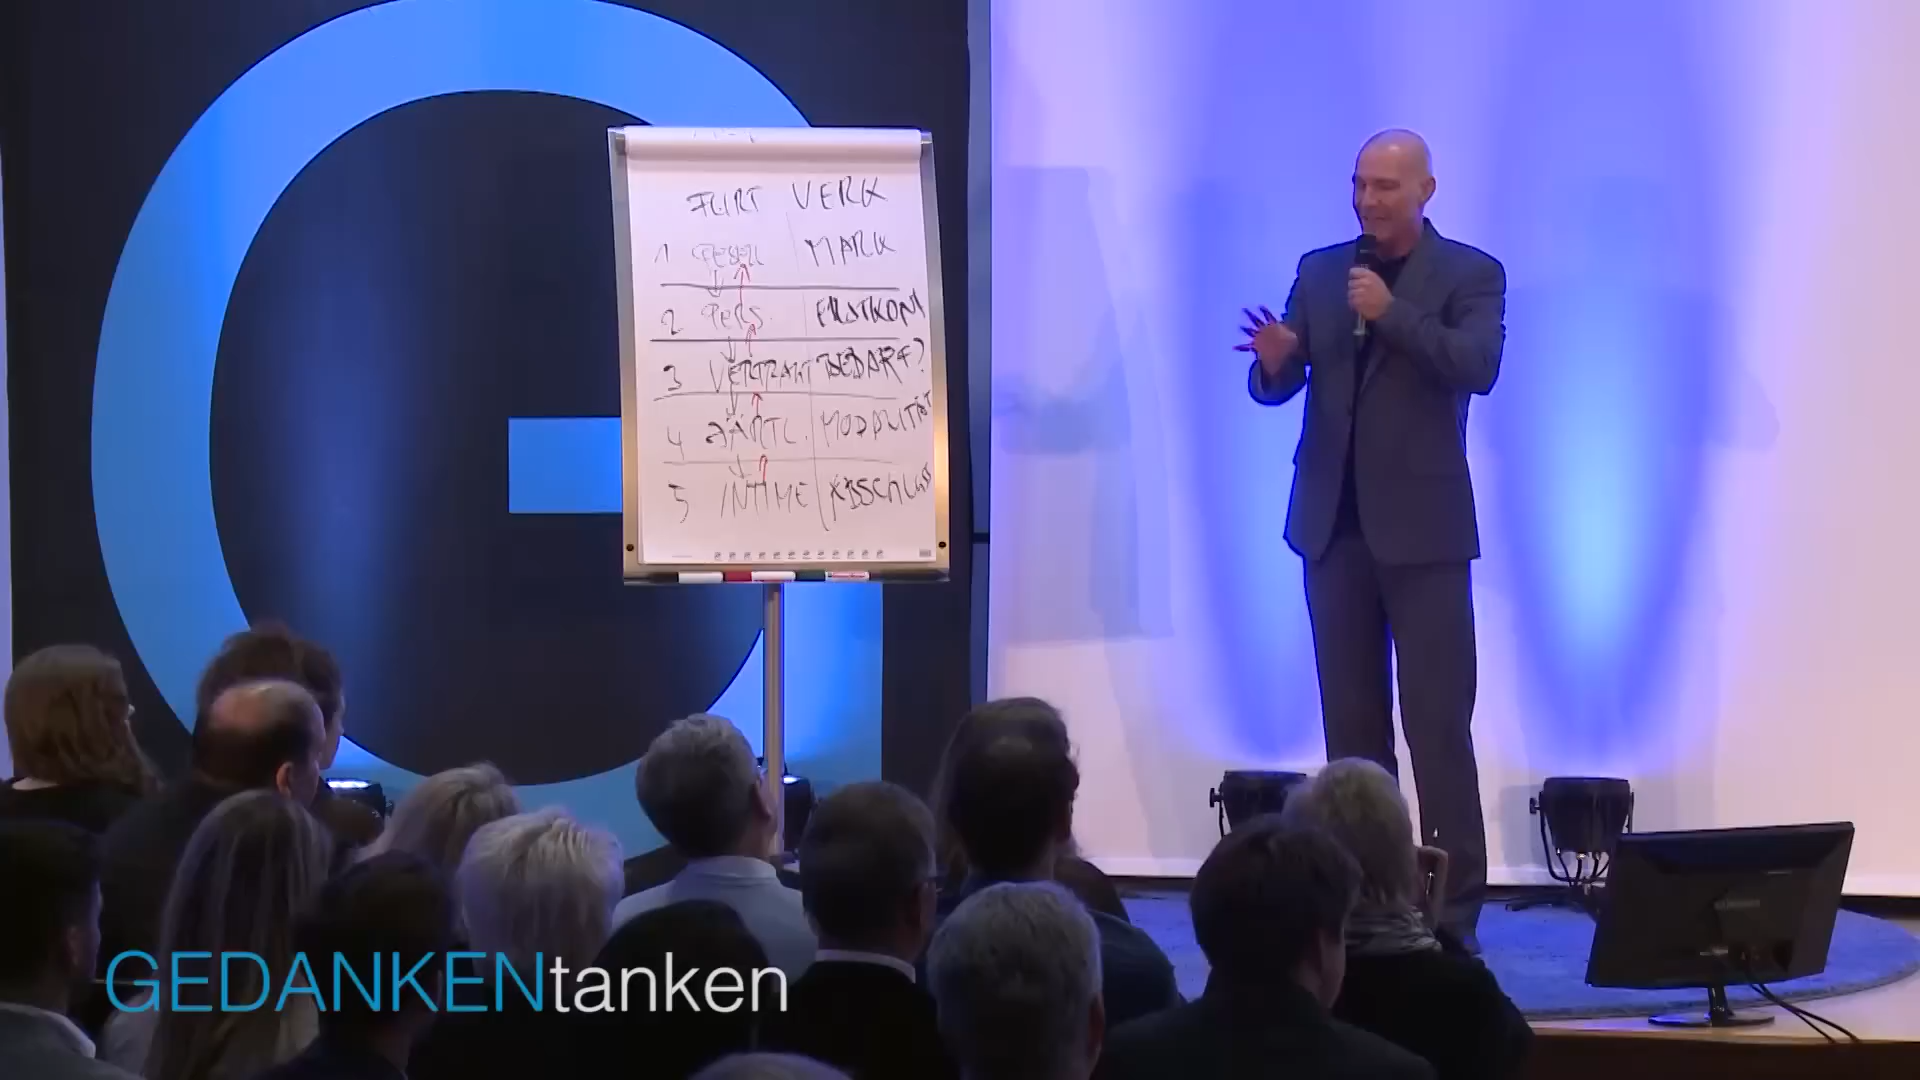 FLIRT VERK
1 GESELL MARK
2 PERS. ERSTKOM
3 VERTRAUT BEDARF?
4 ZÄRTL. MODALITÄT
5 INTIME ABSCHLUSS
GEDANKENtanken